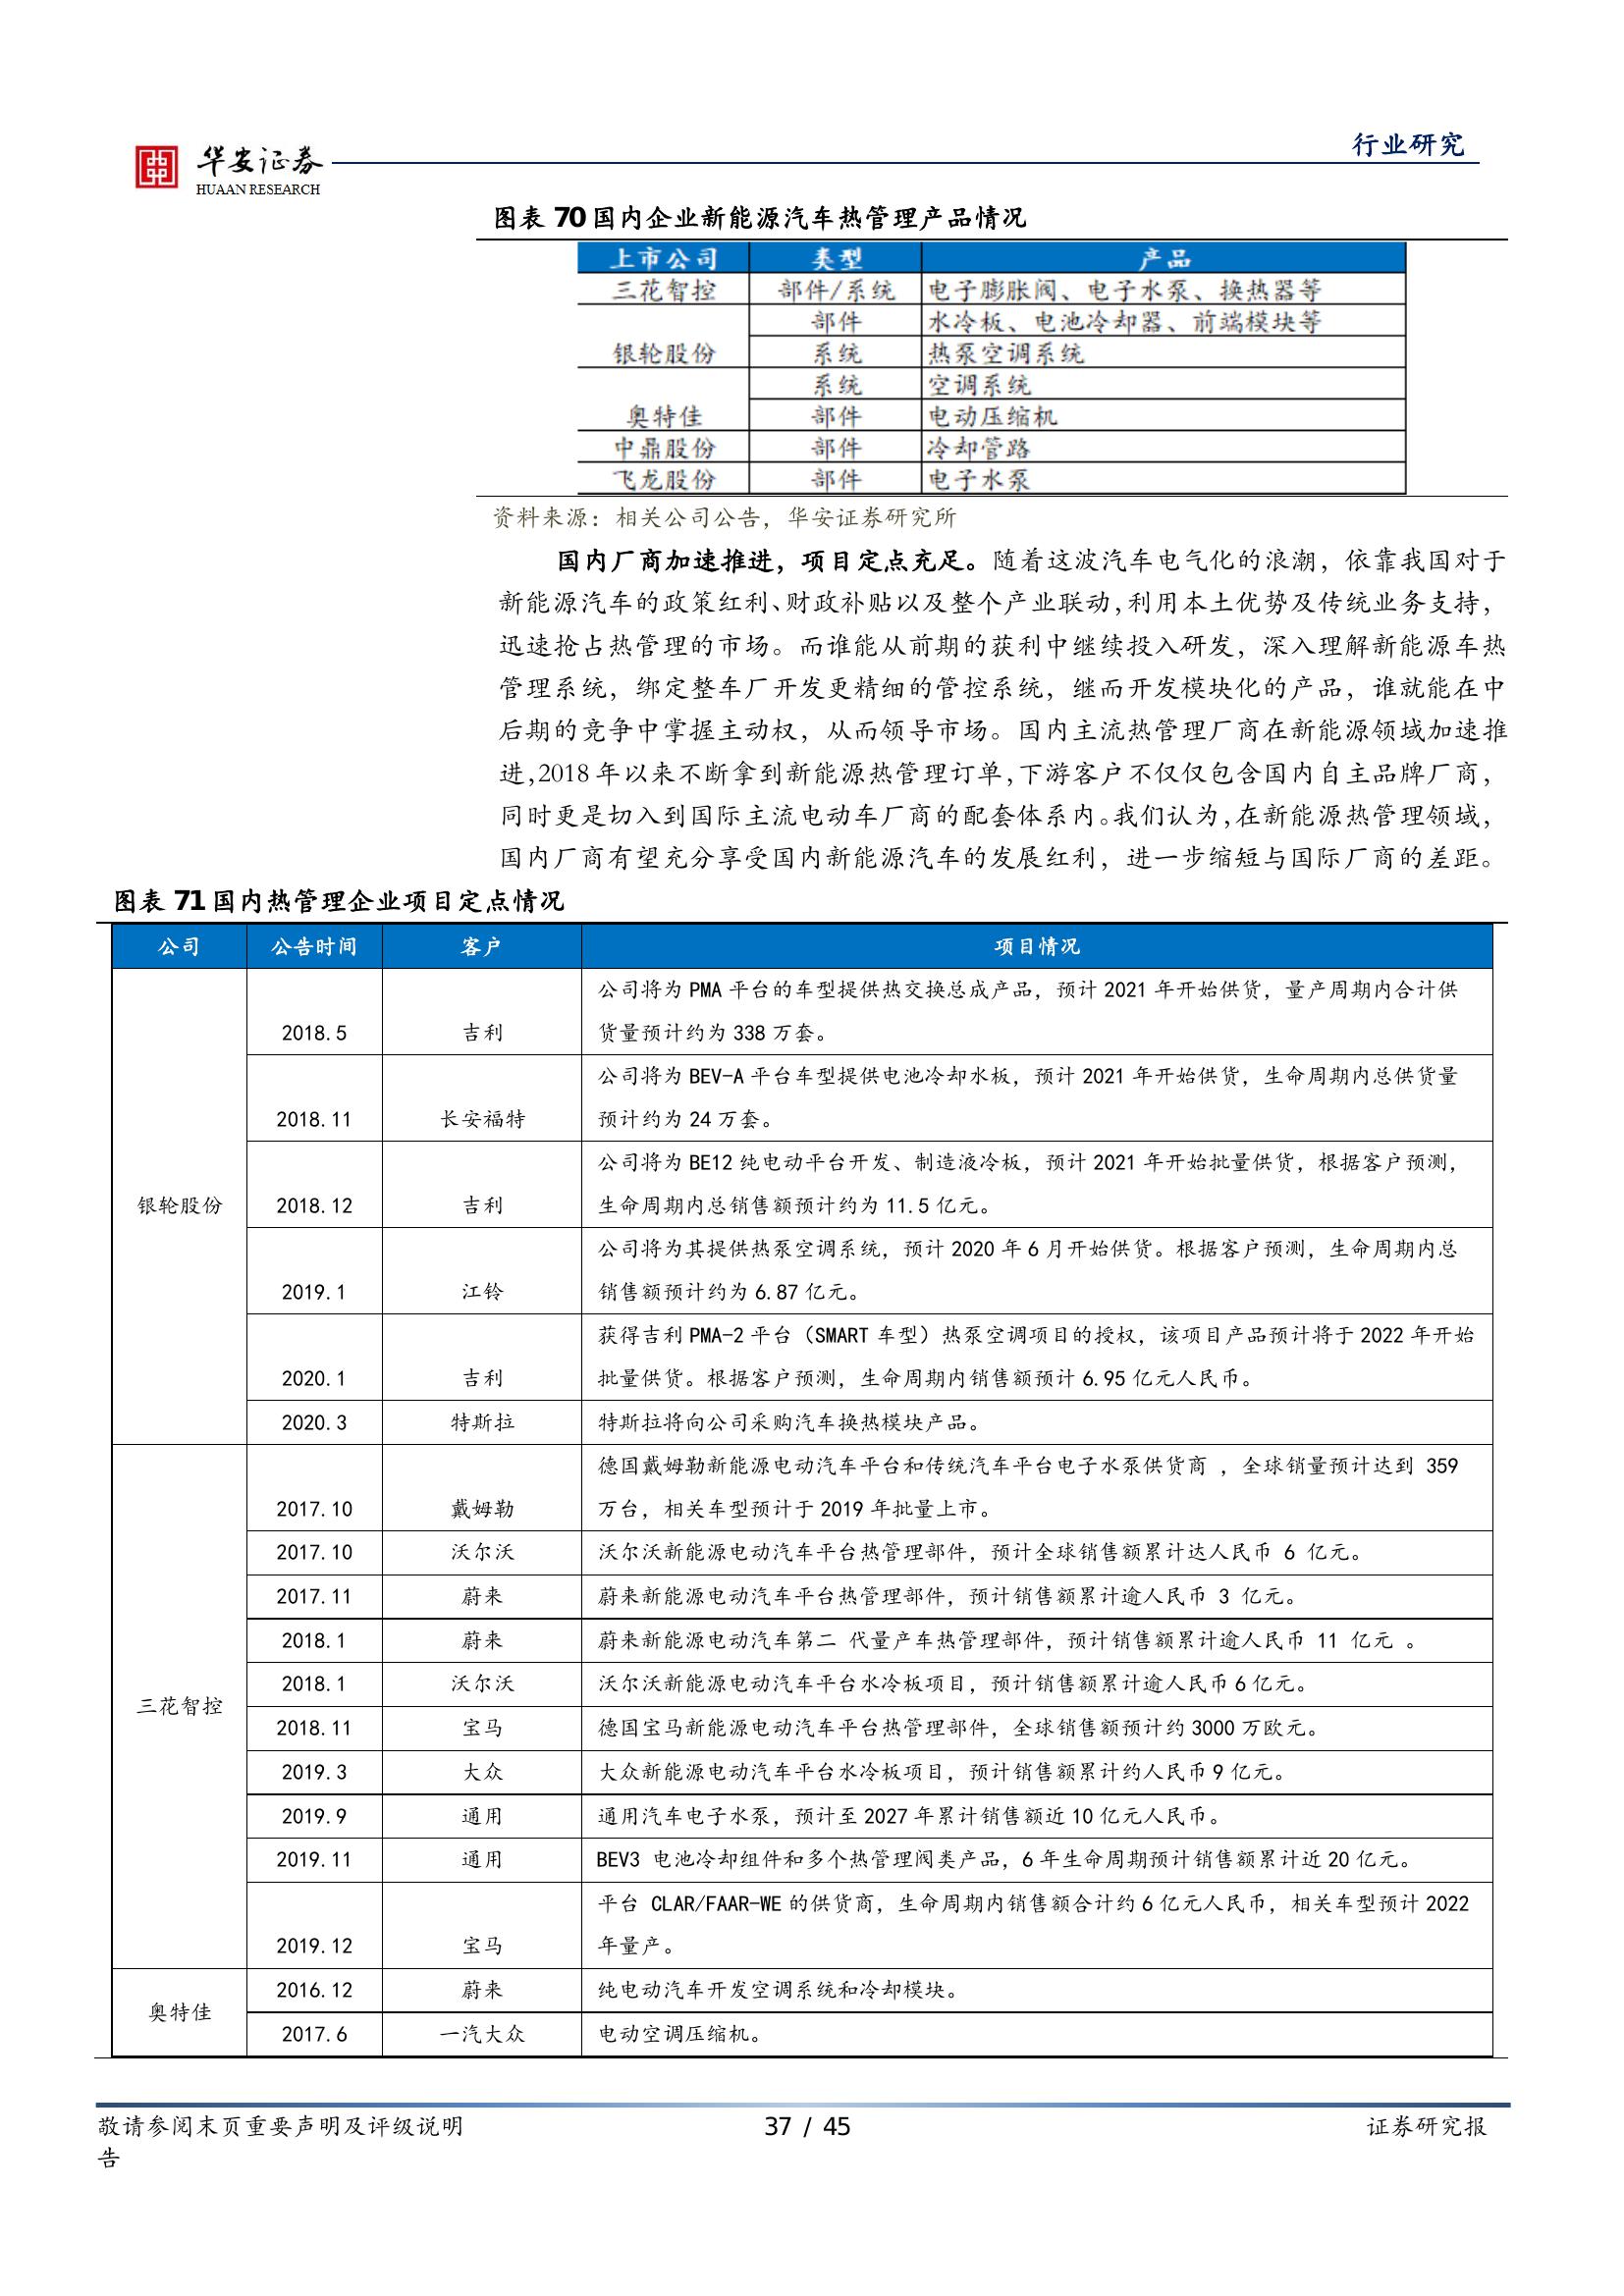 华安证券
HUAAN RESEARCH
行业研究
图表 70 国内企业新能源汽车热管理产品情况
上市公司 类型 产品
三花智控 部件/系统 电子膨胀阀、电子水泵、换热器等
部件 水冷板、电池冷却器、前端模块等
银轮股份 系统 热泵空调系统
系统 空调系统
奥特佳 部件 电动压缩机
中鼎股份 部件 冷却管路
飞龙股份 部件 电子水泵
资料来源：相关公司公告，华安证券研究所
国内厂商加速推进，项目定点充足。随着这波汽车电气化的浪潮，依靠我国对于
新能源汽车的政策红利、财政补贴以及整个产业联动,利用本土优势及传统业务支持，
迅速抢占热管理的市场。而谁能从前期的获利中继续投入研发，深入理解新能源车热
管理系统，绑定整车厂开发更精细的管控系统，继而开发模块化的产品，谁就能在中
后期的竞争中掌握主动权，从而领导市场。国内主流热管理厂商在新能源领域加速推
进,2018 年以来不断拿到新能源热管理订单,下游客户不仅仅包含国内自主品牌厂商，
同时更是切入到国际主流电动车厂商的配套体系内。我们认为,在新能源热管理领域，
国内厂商有望充分享受国内新能源汽车的发展红利，进一步缩短与国际厂商的差距。
图表 71 国内热管理企业项目定点情况
公司 公告时间 客户 项目情况
公司将为 PMA 平台的车型提供热交换总成产品，预计 2021 年开始供货，量产周期内合计供
2018.5 吉利 货量预计约为 338 万套。
公司将为 BEV-A 平台车型提供电池冷却水板，预计 2021 年开始供货，生命周期内总供货量
2018.11 长安福特 预计约为 24 万套。
公司将为 BE12 纯电动平台开发、制造液冷板，预计 2021 年开始批量供货，根据客户预测，
银轮股份 2018.12 吉利 生命周期内总销售额预计约为 11.5 亿元。
公司将为其提供热泵空调系统，预计 2020 年 6 月开始供货。根据客户预测，生命周期内总
2019.1 江铃 销售额预计约为 6.87 亿元。
获得吉利 PMA-2 平台（SMART 车型）热泵空调项目的授权，该项目产品预计将于 2022 年开始
2020.1 吉利 批量供货。根据客户预测，生命周期内销售额预计 6.95 亿元人民币。
2020.3 特斯拉 特斯拉将向公司采购汽车换热模块产品。
德国戴姆勒新能源电动汽车平台和传统汽车平台电子水泵供货商 ，全球销量预计达到 359
2017.10 戴姆勒 万台，相关车型预计于 2019 年批量上市。
2017.10 沃尔沃 沃尔沃新能源电动汽车平台热管理部件，预计全球销售额累计达人民币 6 亿元。
2017.11 蔚来 蔚来新能源电动汽车平台热管理部件，预计销售额累计逾人民币 3 亿元。
2018.1 蔚来 蔚来新能源电动汽车第二 代量产车热管理部件，预计销售额累计逾人民币 11 亿元 。
2018.1 沃尔沃 沃尔沃新能源电动汽车平台水冷板项目，预计销售额累计逾人民币 6 亿元。
三花智控
2018.11 宝马 德国宝马新能源电动汽车平台热管理部件，全球销售额预计约 3000 万欧元。
2019.3 大众 大众新能源电动汽车平台水冷板项目，预计销售额累计约人民币 9 亿元。
2019.9 通用 通用汽车电子水泵，预计至 2027 年累计销售额近 10 亿元人民币。
2019.11 通用 BEV3 电池冷却组件和多个热管理阀类产品，6 年生命周期预计销售额累计近 20 亿元。
平台 CLAR/FAAR-WE 的供货商，生命周期内销售额合计约 6 亿元人民币，相关车型预计 2022
2019.12 宝马 年量产。
2016.12 蔚来 纯电动汽车开发空调系统和冷却模块。
奥特佳
2017.6 一汽大众 电动空调压缩机。
敬请参阅末页重要声明及评级说明 37 / 45 证券研究报
告